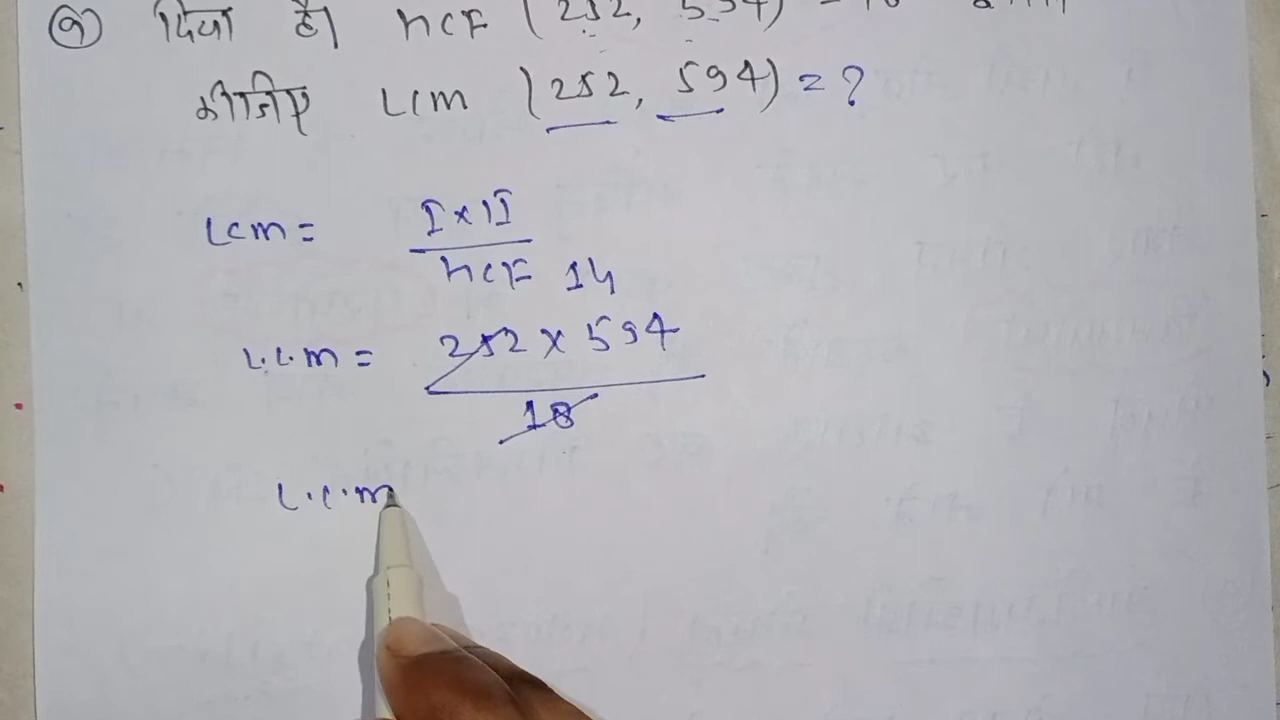 (9) दिया है। HCF (252, 594) = 18
कीजिए LCM (252, 594) = ?
LCM = I × II
HCF 14
L.C.M = 252 × 594
18
L.C.M